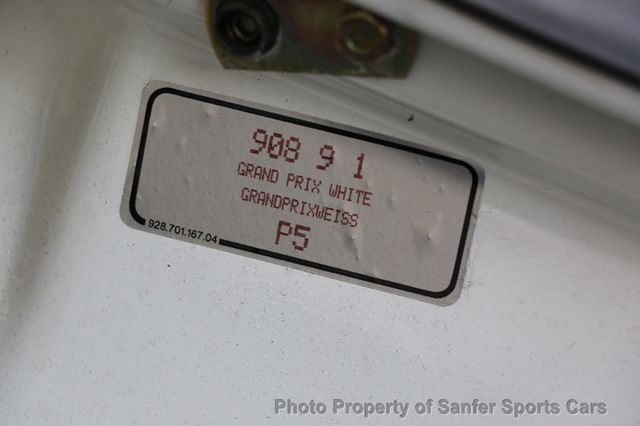 908 9 1
GRAND PRIX WHITE
GRANDPRIXWEISS
P5
928.701.167.04
Photo Property of Sanfer Sports Cars